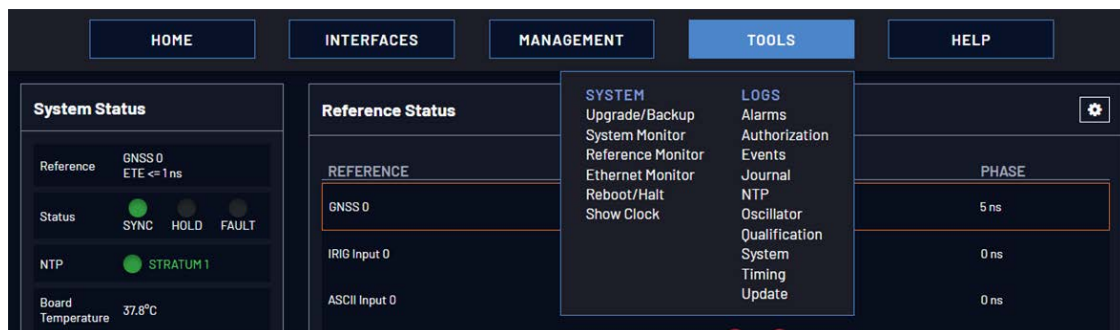 HOME
INTERFACES
MANAGEMENT
TOOLS
HELP
System Status
Reference
GNSS 0
ETE <= 1 ns
Status
SYNC
HOLD
FAULT
NTP
STRATUM 1
Board
Temperature
37.8°C
Reference Status
REFERENCE
PHASE
GNSS 0
5 ns
IRIG Input 0
0 ns
ASCII Input 0
0 ns
SYSTEM
Upgrade/Backup
System Monitor
Reference Monitor
Ethernet Monitor
Reboot/Halt
Show Clock
LOGS
Alarms
Authorization
Events
Journal
NTP
Oscillator
Qualification
System
Timing
Update